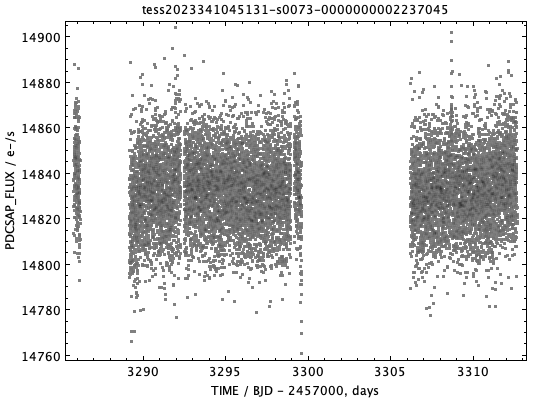 tess2023341045131-s0073-0000000002237045
14900
14880
14860
14840
14820
14800
14780
14760
PDCSAP_FLUX / e-/s
3290 3295 3300 3305 3310
TIME / BJD - 2457000, days